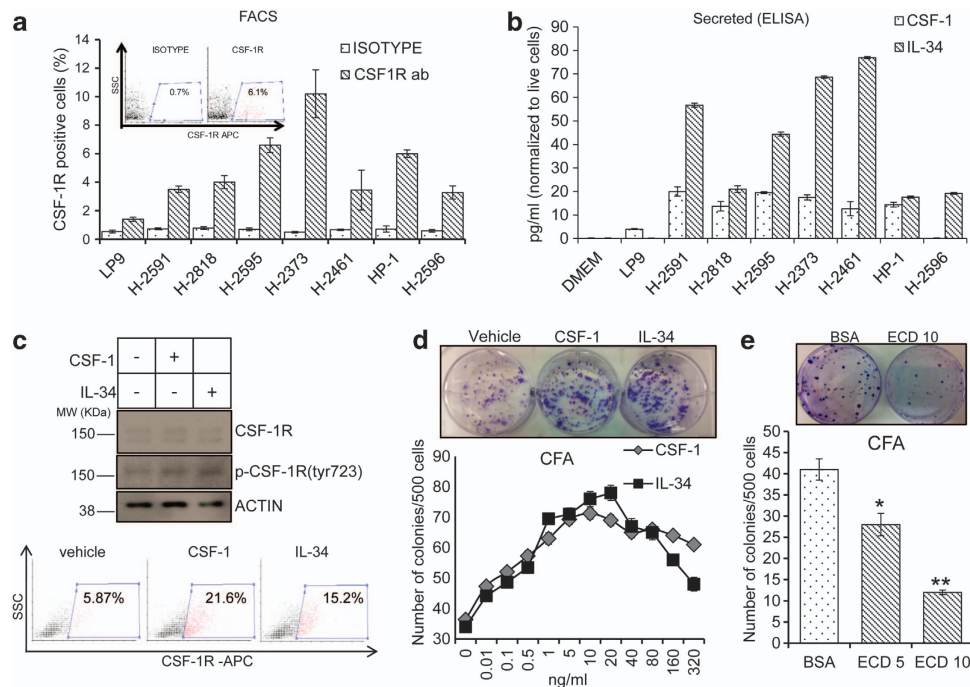 a
FACS
CSF-1R positive cells (%)
14
12
10
8
6
4
2
0
ISOTYPE
CSF1R ab
ISOTYPE
CSF-1R
SSC
0.7%
6.1%
CSF-1R APC
LP9
H-2591
H-2818
H-2595
H-2373
H-2461
HP-1
H-2596
b
Secreted (ELISA)
CSF-1
IL-34
pg/ml (normalized to live cells)
90
80
70
60
50
40
30
20
10
0
DMEM
LP9
H-2591
H-2818
H-2595
H-2373
H-2461
HP-1
H-2596
c
CSF-1 - +
IL-34 - - +
MW (KDa)
150
CSF-1R
150
p-CSF-1R(tyr723)
38
ACTIN
vehicle
CSF-1
IL-34
SSC
5.87%
21.6%
15.2%
CSF-1R -APC
d
Vehicle
CSF-1
IL-34
CFA
CSF-1
IL-34
Number of colonies/500 cells
90
80
70
60
50
40
30
0
0.01
0.1
0.5
1
5
10
20
40
80
160
320
ng/ml
e
BSA
ECD 10
CFA
Number of colonies/500 cells
50
45
40
35
30
25
20
15
10
5
0
*
**
BSA
ECD 5
ECD 10